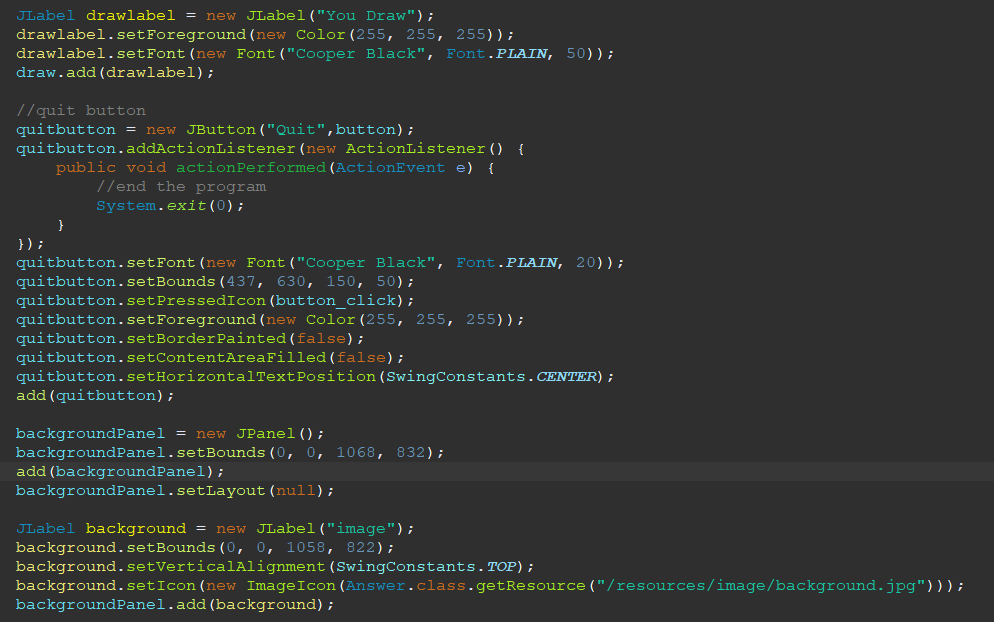 JLabel drawlabel = new JLabel("You Draw");
drawlabel.setForeground(new Color(255, 255, 255));
drawlabel.setFont(new Font("Cooper Black", Font.PLAIN, 50));
draw.add(drawlabel);
//quit button
quitbutton = new JButton("Quit",button);
quitbutton.addActionListener(new ActionListener() {
    public void actionPerformed(ActionEvent e) {
        //end the program
        System.exit(0);
    }
});
quitbutton.setFont(new Font("Cooper Black", Font.PLAIN, 20));
quitbutton.setBounds(437, 630, 150, 50);
quitbutton.setPressedIcon(button_click);
quitbutton.setForeground(new Color(255, 255, 255));
quitbutton.setBorderPainted(false);
quitbutton.setContentAreaFilled(false);
quitbutton.setHorizontalTextPosition(SwingConstants.CENTER);
add(quitbutton);
backgroundPanel = new JPanel();
backgroundPanel.setBounds(0, 0, 1068, 832);
add(backgroundPanel);
backgroundPanel.setLayout(null);
JLabel background = new JLabel("image");
background.setBounds(0, 0, 1058, 822);
background.setVerticalAlignment(SwingConstants.TOP);
background.setIcon(new ImageIcon(Answer.class.getResource("/resources/image/background.jpg")));
backgroundPanel.add(background);